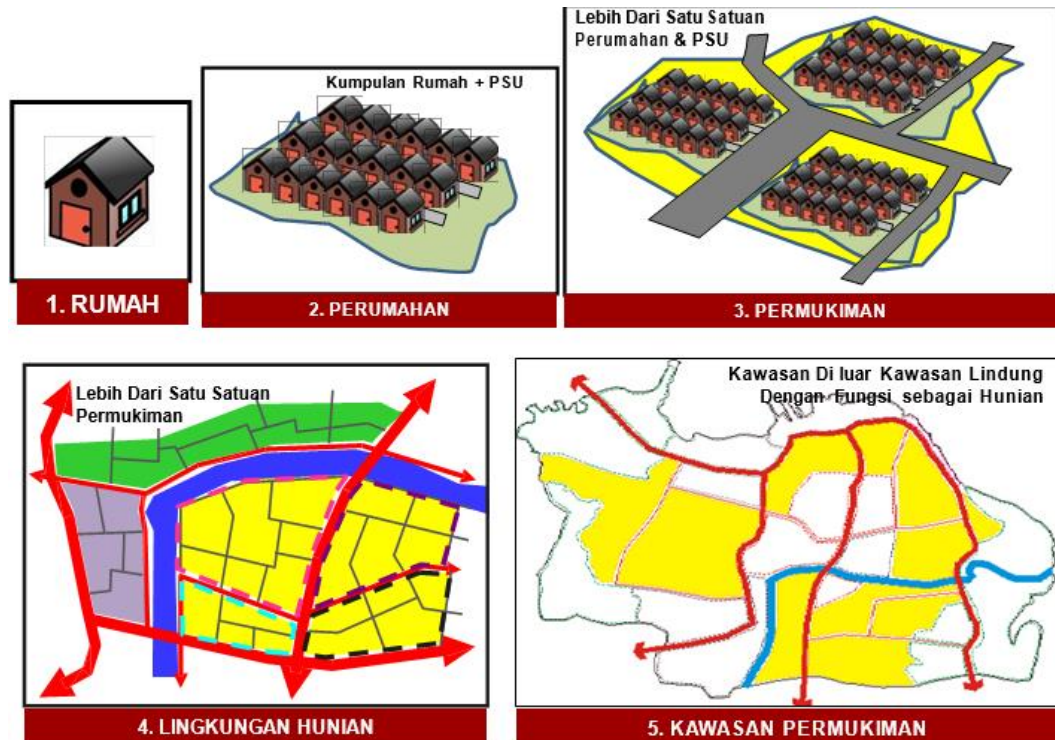 1. RUMAH
Kumpulan Rumah + PSU
2. PERUMAHAN
Lebih Dari Satu Satuan
Perumahan & PSU
3. PERMUKIMAN
Lebih Dari Satu Satuan
Permukiman
4. LINGKUNGAN HUNIAN
Kawasan Di luar Kawasan Lindung
Dengan Fungsi sebagai Hunian
5. KAWASAN PERMUKIMAN